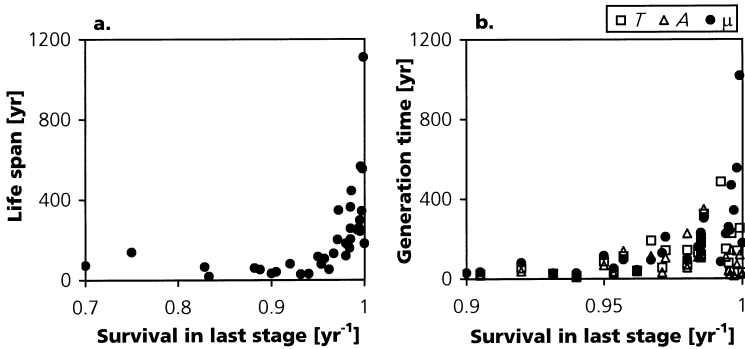 a.
1200
800
400
0
0.7
0.8
0.9
1
Life span [yr]
Survival in last stage [yr⁻¹]
b.
T A μ
1200
800
400
0
0.9
0.95
1
Generation time [yr]
Survival in last stage [yr⁻¹]